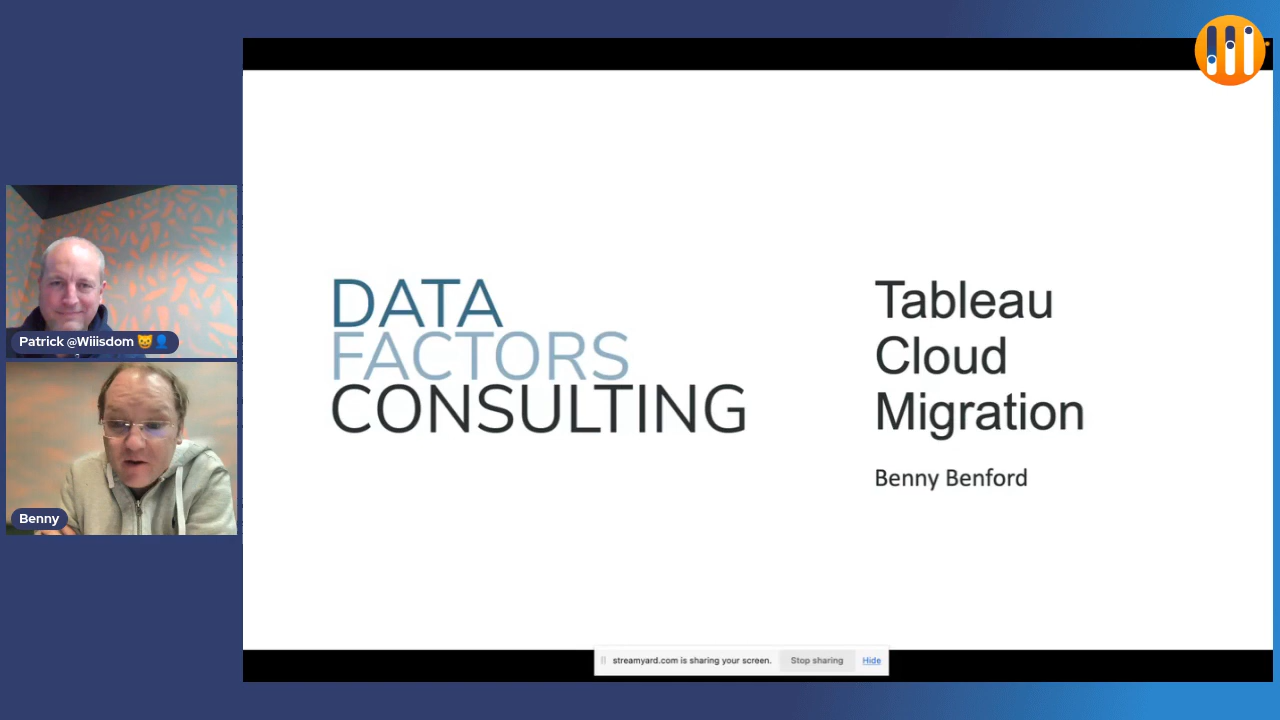 DATA
FACTORS
CONSULTING
Tableau
Cloud
Migration
Benny Benford
Patrick @Wiiisdom 😺👤
Benny
streamyard.com is sharing your screen.
Stop sharing
Hide